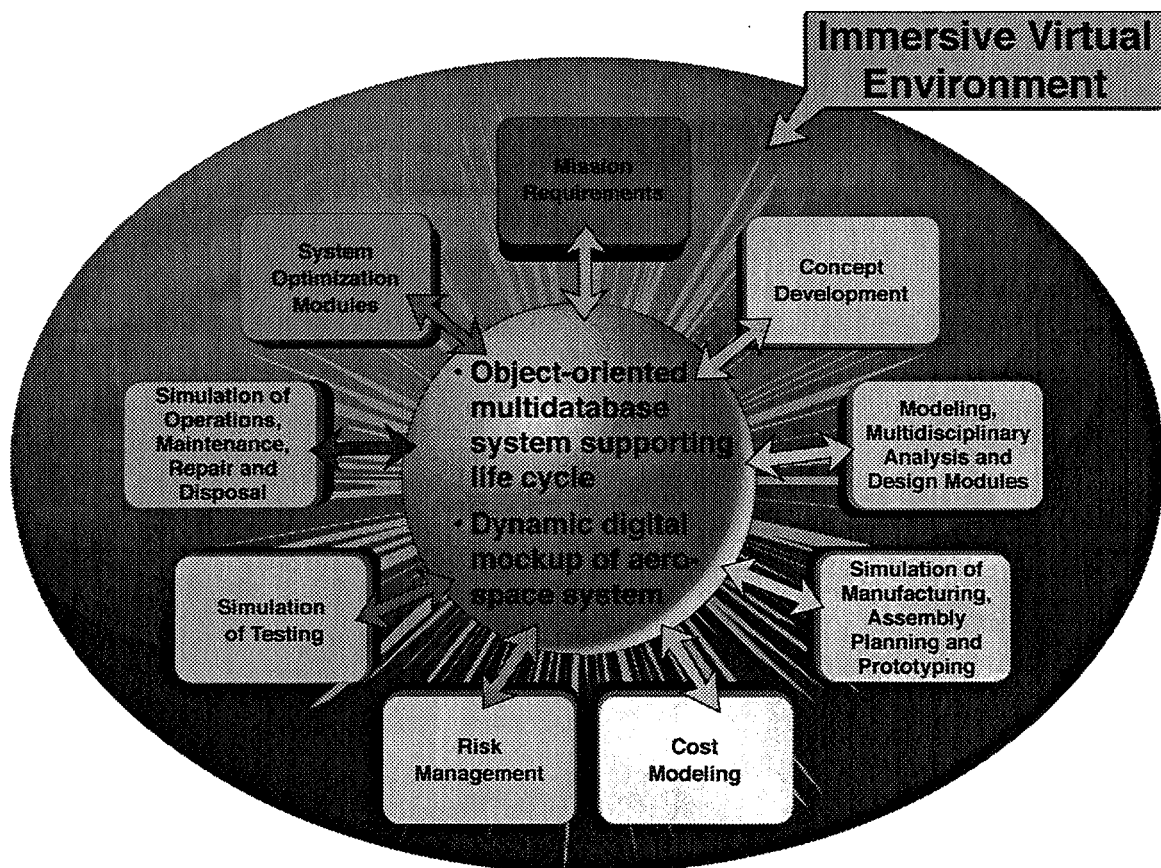 Immersive Virtual
Environment
Mission
Requirements
System
Optimization
Modules
Concept
Development
• Object-oriented
multidatabase
system supporting
life cycle
• Dynamic digital
mockup of aero-
space system
Simulation of
Operations,
Maintenance,
Repair and
Disposal
Modeling,
Multidisciplinary
Analysis and
Design Modules
Simulation
of Testing
Simulation of
Manufacturing,
Assembly
Planning and
Prototyping
Risk
Management
Cost
Modeling